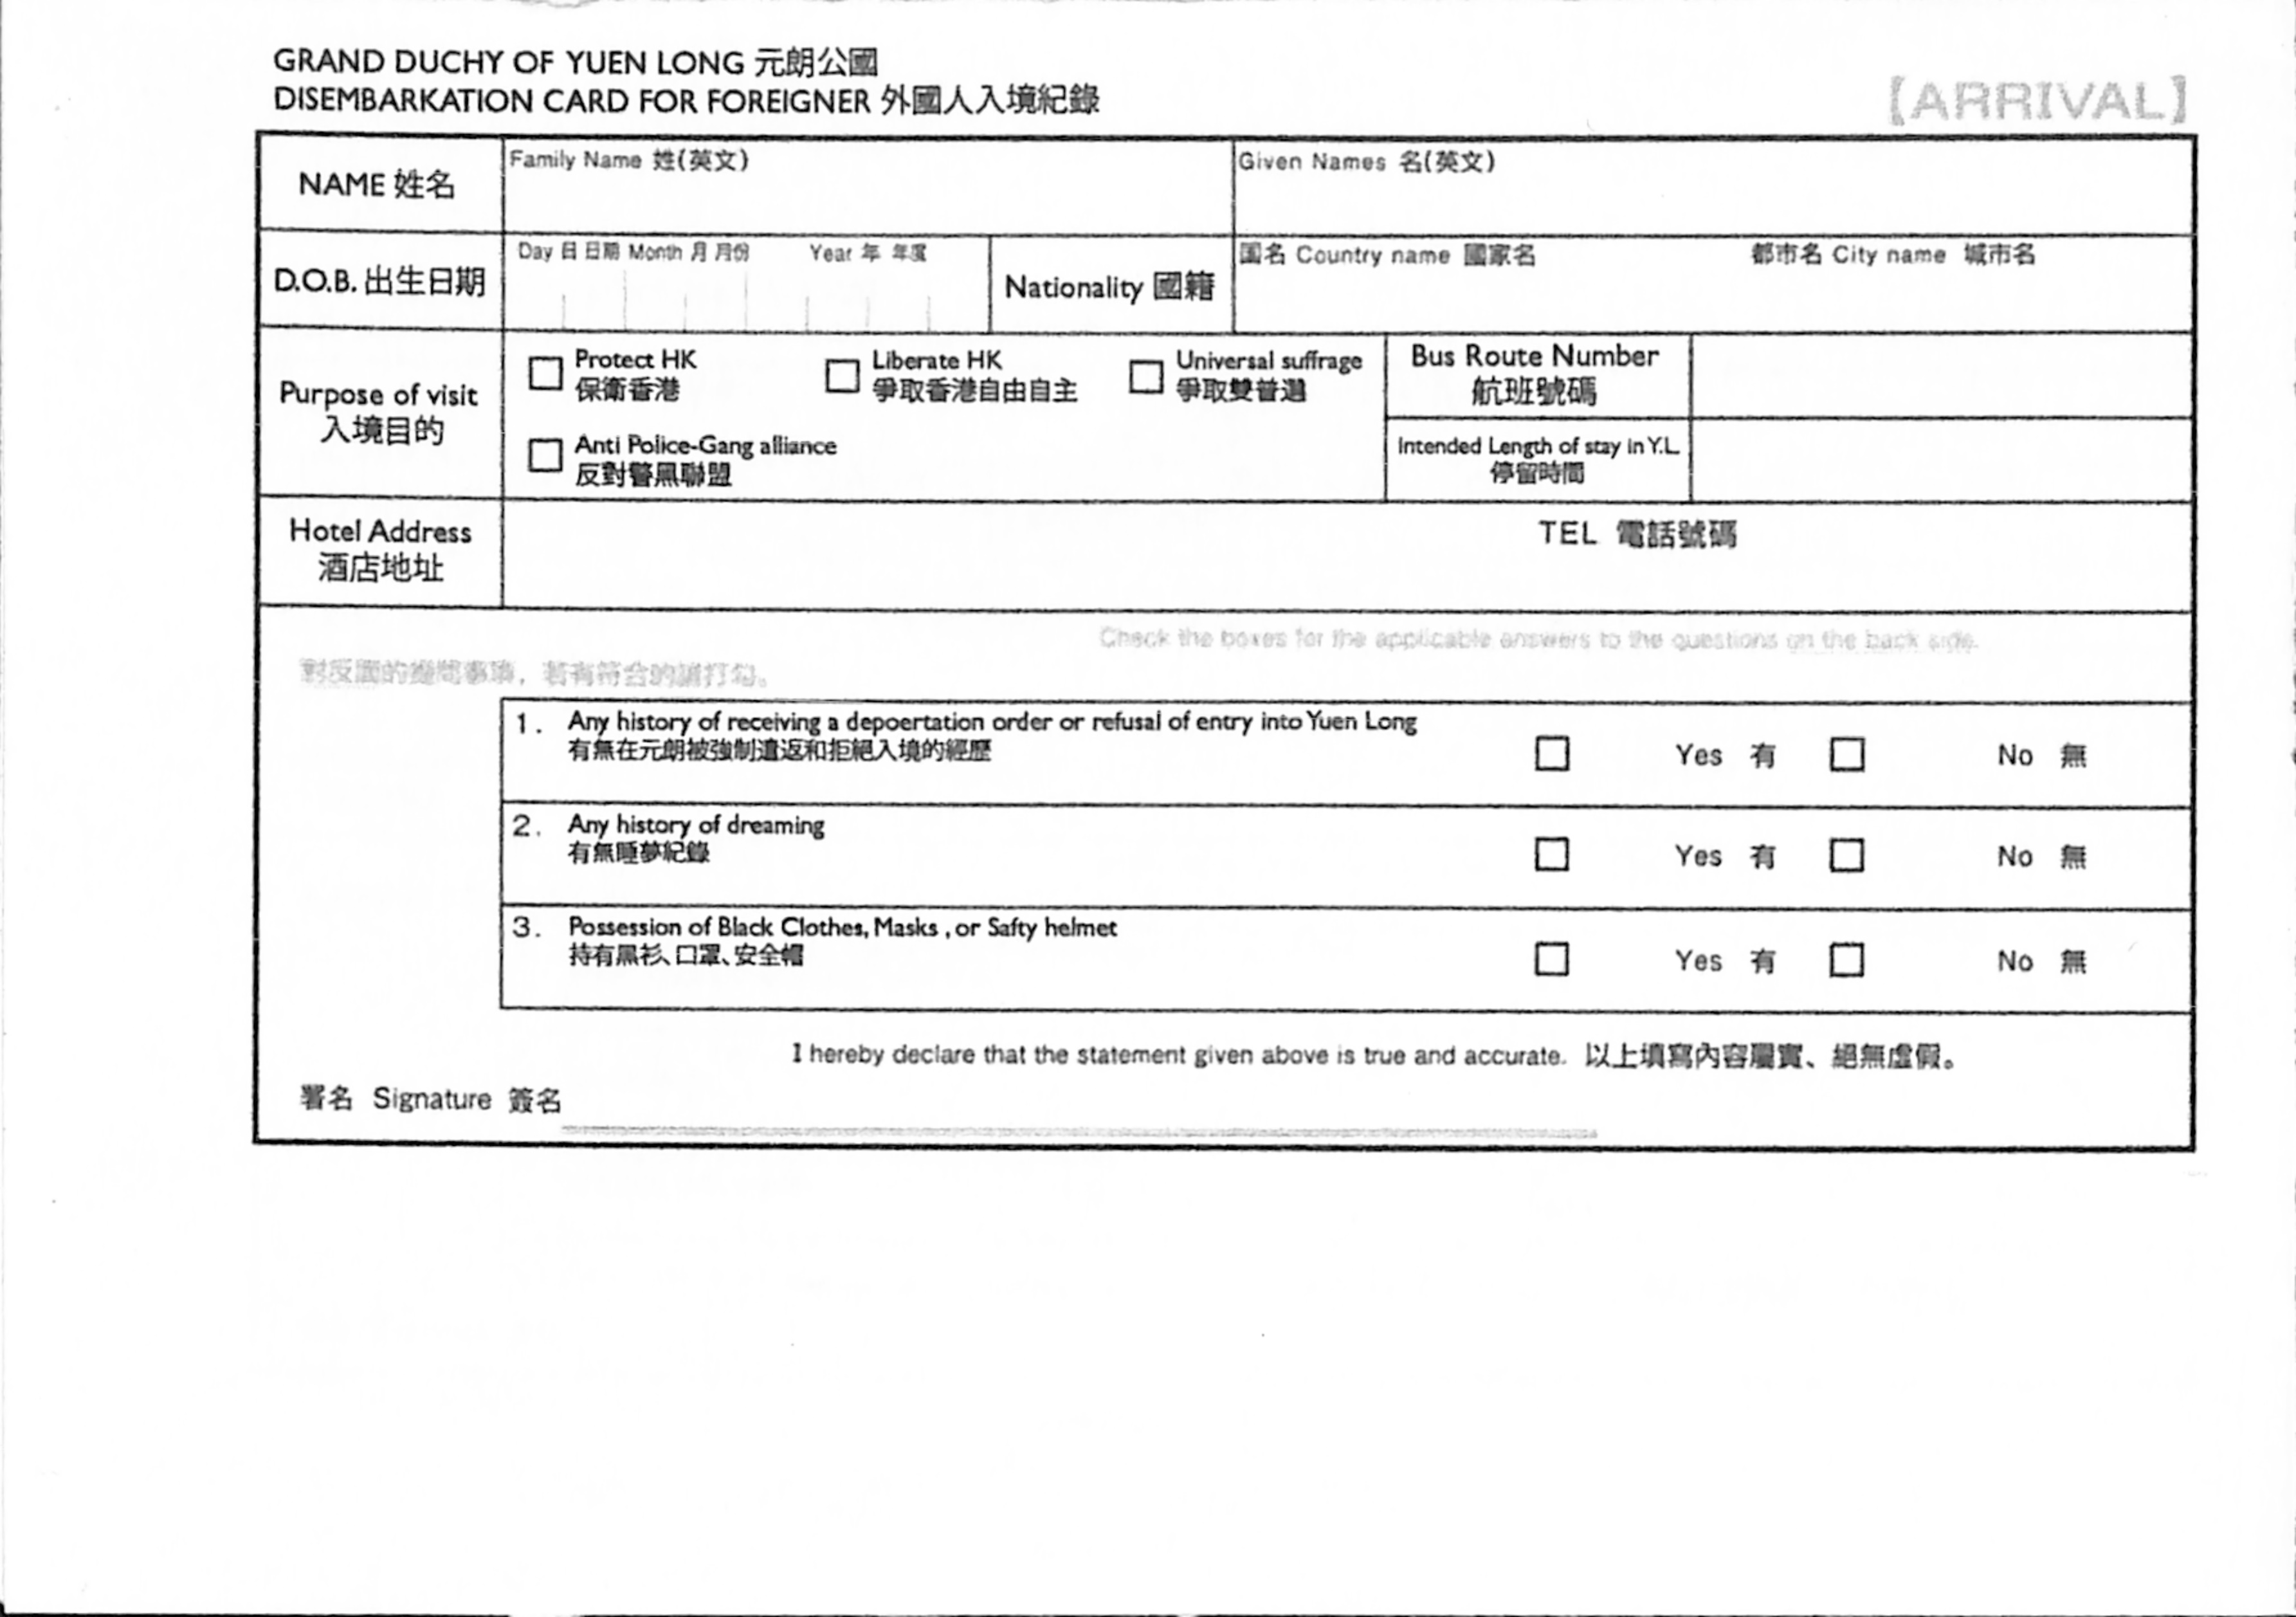 GRAND DUCHY OF YUEN LONG 元朗公國
DISEMBARKATION CARD FOR FOREIGNER 外國人入境紀錄
【ARRIVAL】
NAME 姓名
Family Name 姓(英文)
Given Names 名(英文)
D.O.B. 出生日期
Day 日 日期 Month 月 月份 Year 年 年度
Nationality 國籍
国名 Country name 國家名
都市名 City name 城市名
Purpose of visit
入境目的
Protect HK
保衛香港
Liberate HK
爭取香港自由自主
Universal suffrage
爭取雙普選
Anti Police-Gang alliance
反對警黑聯盟
Bus Route Number
航班號碼
Intended Length of stay in Y.L.
停留時間
Hotel Address
酒店地址
TEL 電話號碼
Check the boxes for the applicable answers to the questions on the back side.
對反面的提問事項，若有符合的請打勾。
1. Any history of receiving a depoertation order or refusal of entry into Yuen Long
有無在元朗被強制遣返和拒絕入境的經歷
Yes 有 No 無
2. Any history of dreaming
有無睡夢紀錄
Yes 有 No 無
3. Possession of Black Clothes, Masks , or Safty helmet
持有黑衫、口罩、安全帽
Yes 有 No 無
I hereby declare that the statement given above is true and accurate. 以上填寫內容屬實、絕無虛假。
署名 Signature 簽名